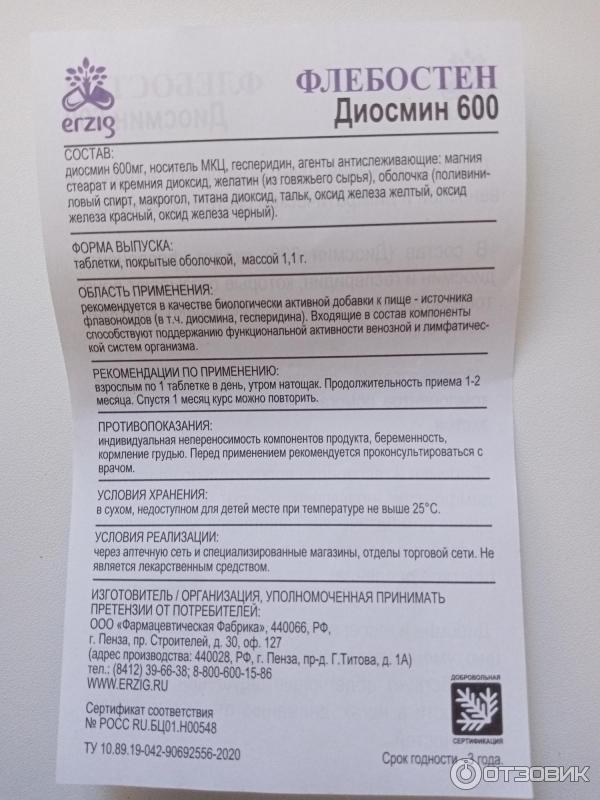 ФЛЕБОСТЕН
erzig
Диосмин 600
СОСТАВ:
диосмин 600мг, носитель МКЦ, гесперидин, агенты антислеживающие: магния
стеарат и кремния диоксид, желатин (из говяжьего сырья), оболочка (поливини-
ловый спирт, макрогол, титана диоксид, тальк, оксид железа желтый, оксид
железа красный, оксид железа черный).
ФОРМА ВЫПУСКА:
таблетки, покрытые оболочкой, массой 1,1 г.
ОБЛАСТЬ ПРИМЕНЕНИЯ:
рекомендуется в качестве биологически активной добавки к пище - источника
флавоноидов (в т.ч. диосмина, гесперидина). Входящие в состав компоненты
способствуют поддержанию функциональной активности венозной и лимфатичес-
кой систем организма.
РЕКОМЕНДАЦИИ ПО ПРИМЕНЕНИЮ:
взрослым по 1 таблетке в день, утром натощак. Продолжительность приема 1-2
месяца. Спустя 1 месяц курс можно повторить.
ПРОТИВОПОКАЗАНИЯ:
индивидуальная непереносимость компонентов продукта, беременность,
кормление грудью. Перед применением рекомендуется проконсультироваться с
врачом.
УСЛОВИЯ ХРАНЕНИЯ:
в сухом, недоступном для детей месте при температуре не выше 25°С.
УСЛОВИЯ РЕАЛИЗАЦИИ:
через аптечную сеть и специализированные магазины, отделы торговой сети. Не
является лекарственным средством.
ИЗГОТОВИТЕЛЬ / ОРГАНИЗАЦИЯ, УПОЛНОМОЧЕННАЯ ПРИНИМАТЬ
ПРЕТЕНЗИИ ОТ ПОТРЕБИТЕЛЕЙ:
ООО «Фармацевтическая Фабрика», 440066, РФ,
г. Пенза, пр. Строителей, д. 30, оф. 127
(адрес производства: 440028, РФ, г. Пенза, пр-д. Г.Титова, д. 1А)
тел.: (8412) 39-66-38; 8-800-600-15-86
WWW.ERZIG.RU
ДОБРОВОЛЬНАЯ
СЕРТИФИКАЦИЯ
Сертификат соответствия
№ РОСС RU.БЦ01.Н00548
ТУ 10.89.19-042-90692556-2020
Срок годности - 3 года.
ОТЗОВИК